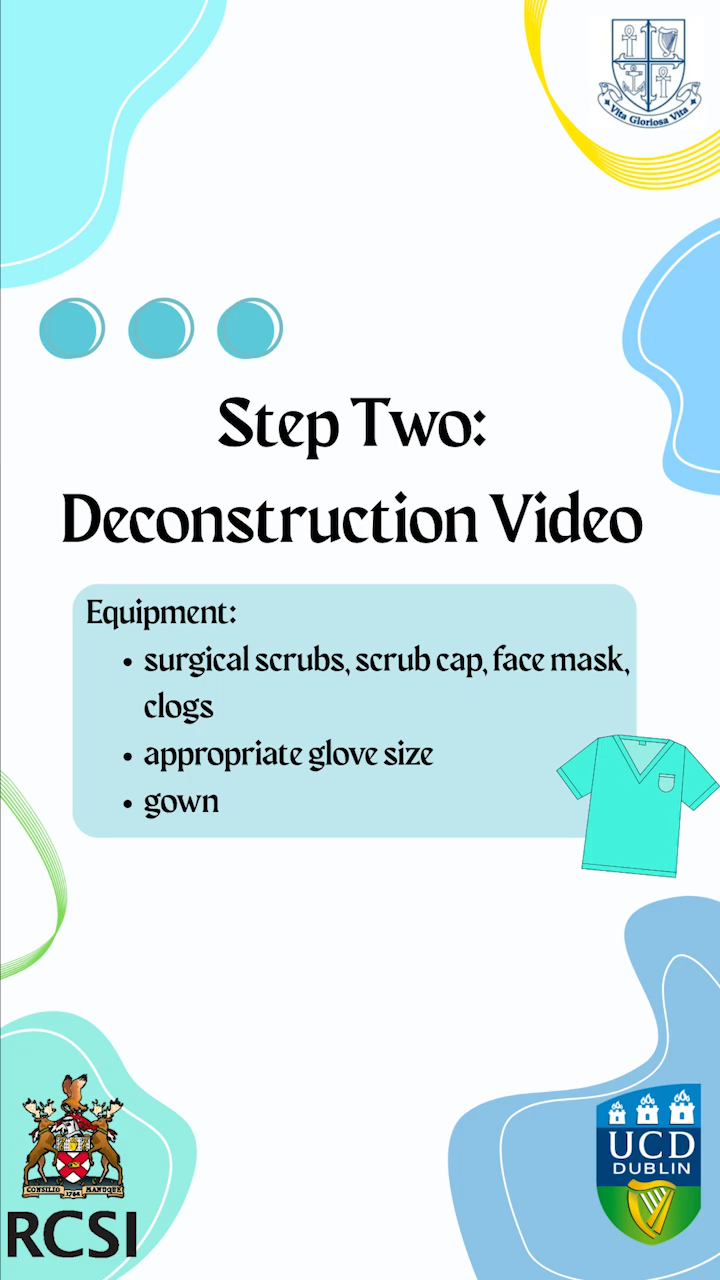 Vita Gloriosa Vita
Step Two:
Deconstruction Video
Equipment:
• surgical scrubs, scrub cap, face mask,
clogs
• appropriate glove size
• gown
CONSILIO 1784 MANUQUE
RCSI
UCD
DUBLIN